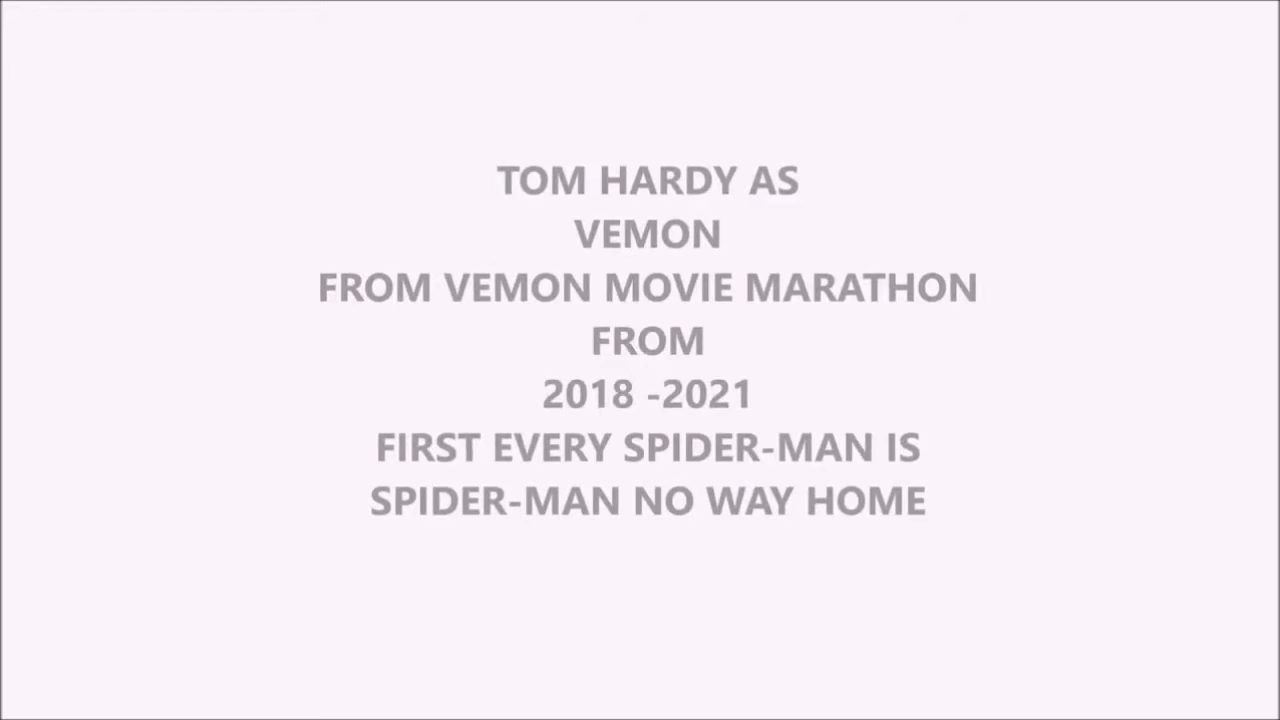 TOM HARDY AS
VEMON
FROM VEMON MOVIE MARATHON
FROM
2018 -2021
FIRST EVERY SPIDER-MAN IS
SPIDER-MAN NO WAY HOME